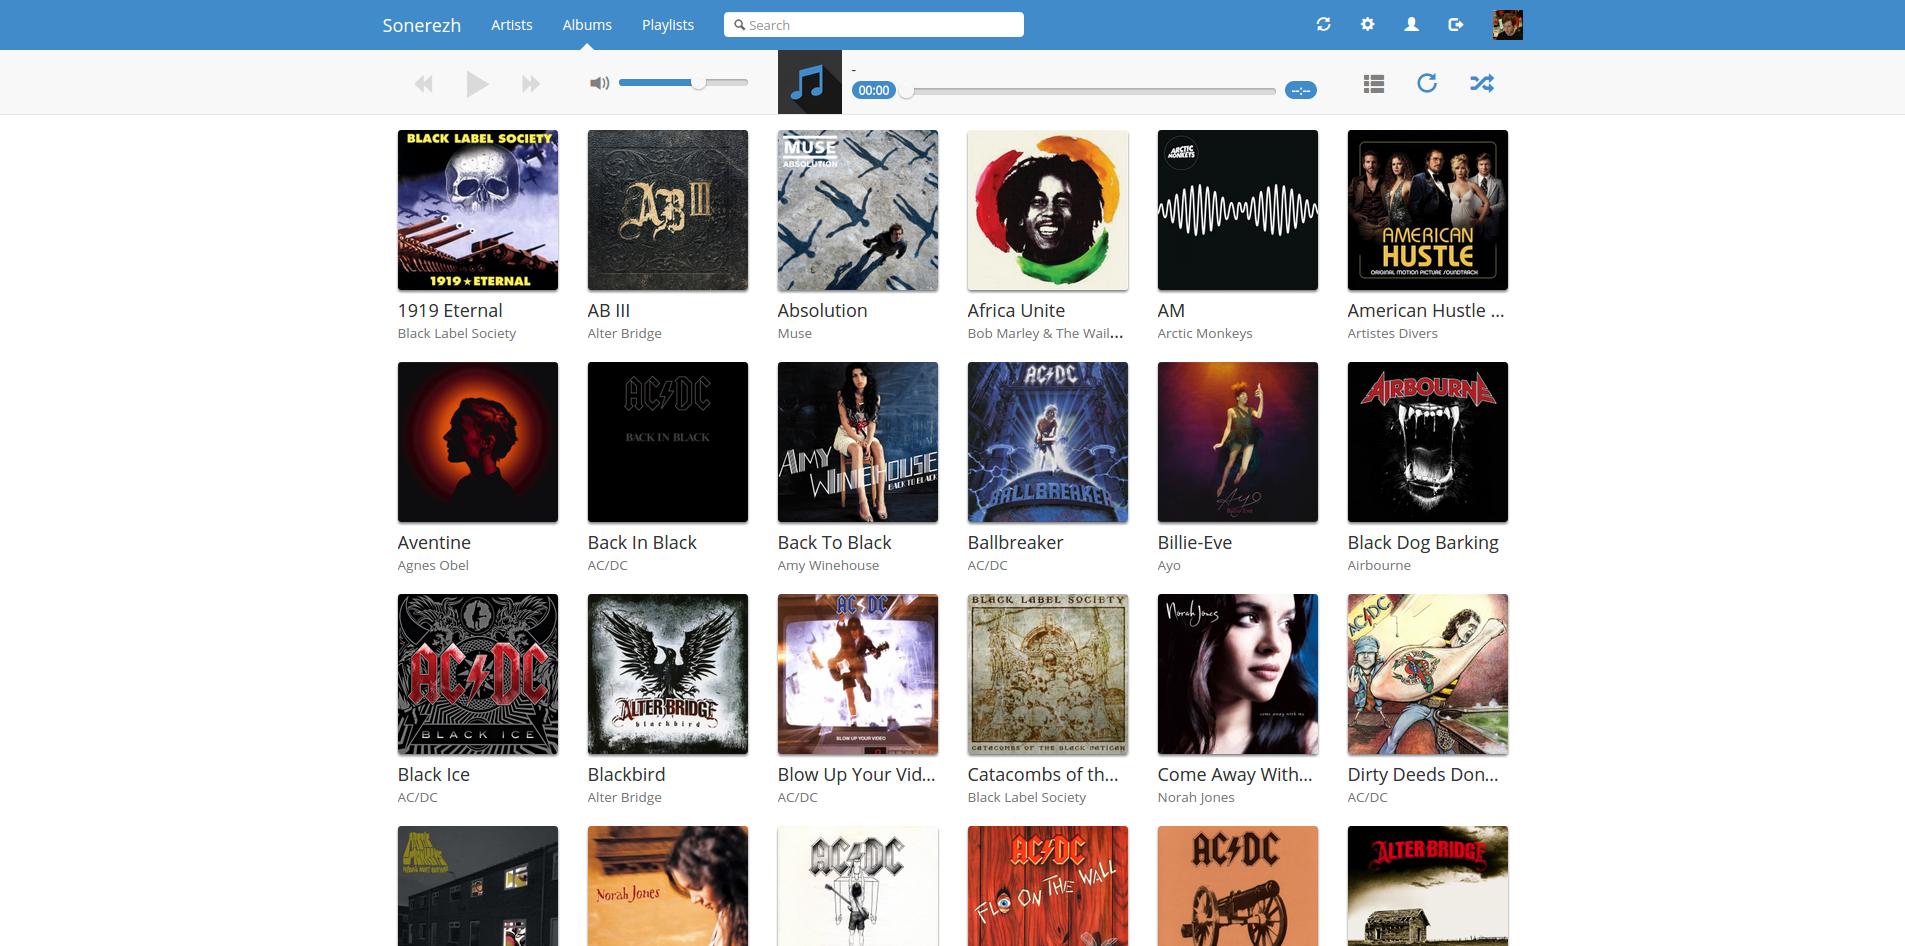 Sonerezh Artists Albums Playlists Search
-
00:00 --:--
BLACK LABEL SOCIETY
1919 ★ ETERNAL
AB III
MUSE
ABSOLUTION
ARCTIC
MONKEYS
AMERICAN
HUSTLE
ORIGINAL MOTION PICTURE SOUNDTRACK
1919 Eternal
Black Label Society
AB III
Alter Bridge
Absolution
Muse
Africa Unite
Bob Marley & The Wail...
AM
Arctic Monkeys
American Hustle ...
Artistes Divers
AC/DC
BACK IN BLACK
AMY
WINEHOUSE
BACK TO BLACK
AC/DC
BALLBREAKER
Ayo
Billie-Eve
AIRBOURNE
Aventine
Agnes Obel
Back In Black
AC/DC
Back To Black
Amy Winehouse
Ballbreaker
AC/DC
Billie-Eve
Ayo
Black Dog Barking
Airbourne
AC/DC
BLACK ICE
ALTER BRIDGE
blackbird
AC/DC
BLOW UP YOUR VIDEO
BLACK LABEL SOCIETY
CATACOMBS OF THE BLACK VATICAN
Norah Jones
come away with me
AC/DC
Black Ice
AC/DC
Blackbird
Alter Bridge
Blow Up Your Vid...
AC/DC
Catacombs of th...
Black Label Society
Come Away With...
Norah Jones
Dirty Deeds Don...
AC/DC
Norah Jones
AC/DC
AC/DC
FLY ON THE WALL
AC/DC
ALTER BRIDGE